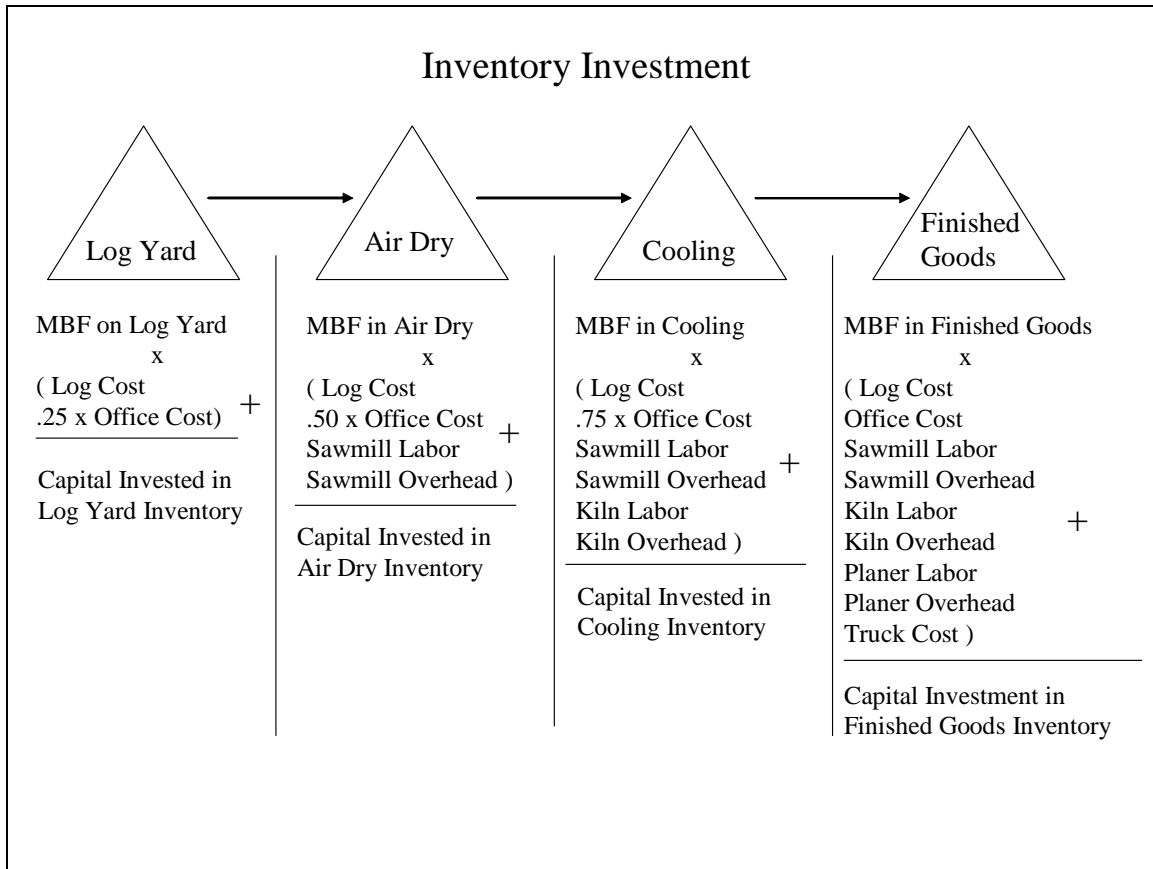 Inventory Investment
Log Yard
Air Dry
Cooling
Finished
Goods
MBF on Log Yard
x
( Log Cost
.25 x Office Cost)
+
Capital Invested in
Log Yard Inventory
MBF in Air Dry
x
( Log Cost
.50 x Office Cost
Sawmill Labor
Sawmill Overhead )
+
Capital Invested in
Air Dry Inventory
MBF in Cooling
x
( Log Cost
.75 x Office Cost
Sawmill Labor
Sawmill Overhead
Kiln Labor
Kiln Overhead )
+
Capital Invested in
Cooling Inventory
MBF in Finished Goods
x
( Log Cost
Office Cost
Sawmill Labor
Sawmill Overhead
Kiln Labor
Kiln Overhead
Planer Labor
Planer Overhead
Truck Cost )
+
Capital Investment in
Finished Goods Inventory